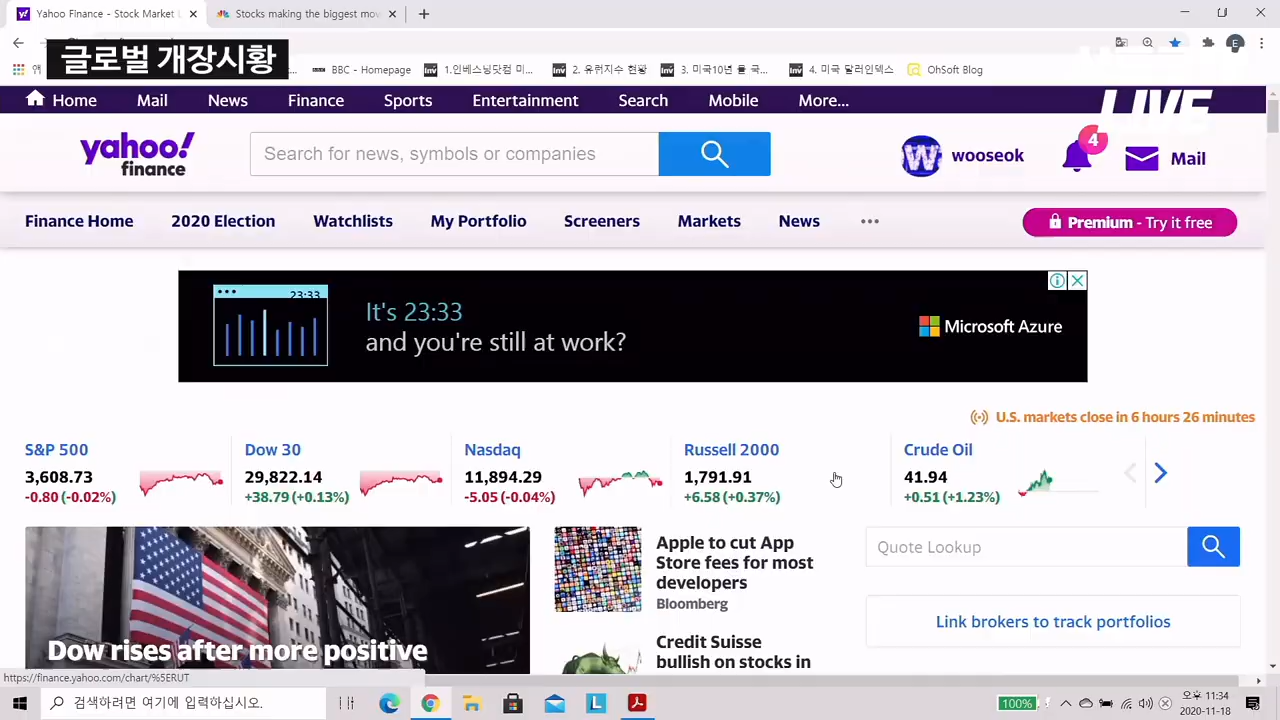 Yahoo Finance - Stock Market L
Stocks making the biggest mov
글로벌 개장시황
BBC - Homepage
1.인베스팅닷컴 미...
2. 유럽지수 현황
3. 미국10년 물 국...
4. 미국 달러인덱스
OhSoft Blog
LIVE
Home Mail News Finance Sports Entertainment Search Mobile More...
yahoo!
finance
Search for news, symbols or companies
wooseok
4
Mail
Finance Home 2020 Election Watchlists My Portfolio Screeners Markets News
Premium - Try it free
23:33
It's 23:33
and you're still at work?
Microsoft Azure
U.S. markets close in 6 hours 26 minutes
S&P 500
3,608.73
-0.80 (-0.02%)
Dow 30
29,822.14
+38.79 (+0.13%)
Nasdaq
11,894.29
-5.05 (-0.04%)
Russell 2000
1,791.91
+6.58 (+0.37%)
Crude Oil
41.94
+0.51 (+1.23%)
Dow rises after more positive
Apple to cut App
Store fees for most
developers
Bloomberg
Credit Suisse
bullish on stocks in
Quote Lookup
Link brokers to track portfolios
https://finance.yahoo.com/chart/%5ERUT
검색하려면 여기에 입력하십시오.
100%
오후 11:34
2020-11-18